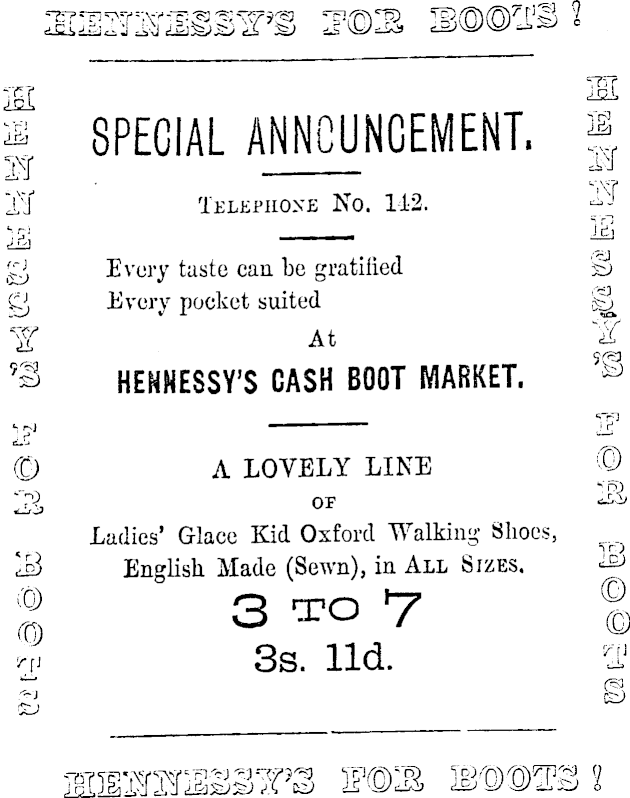 HENNESSY'S FOR BOOTS!
HENNESSY'S FOR BOOTS
SPECIAL ANNOUNCEMENT.
TELEPHONE No. 142.
Every taste can be gratified
Every pocket suited
At
HENNESSY'S CASH BOOT MARKET.
A LOVELY LINE
OF
Ladies' Glace Kid Oxford Walking Shoes,
English Made (Sewn), in ALL SIZES.
3 TO 7
3s. 11d.
HENNESSY'S FOR BOOTS
HENNESSY'S FOR BOOTS!